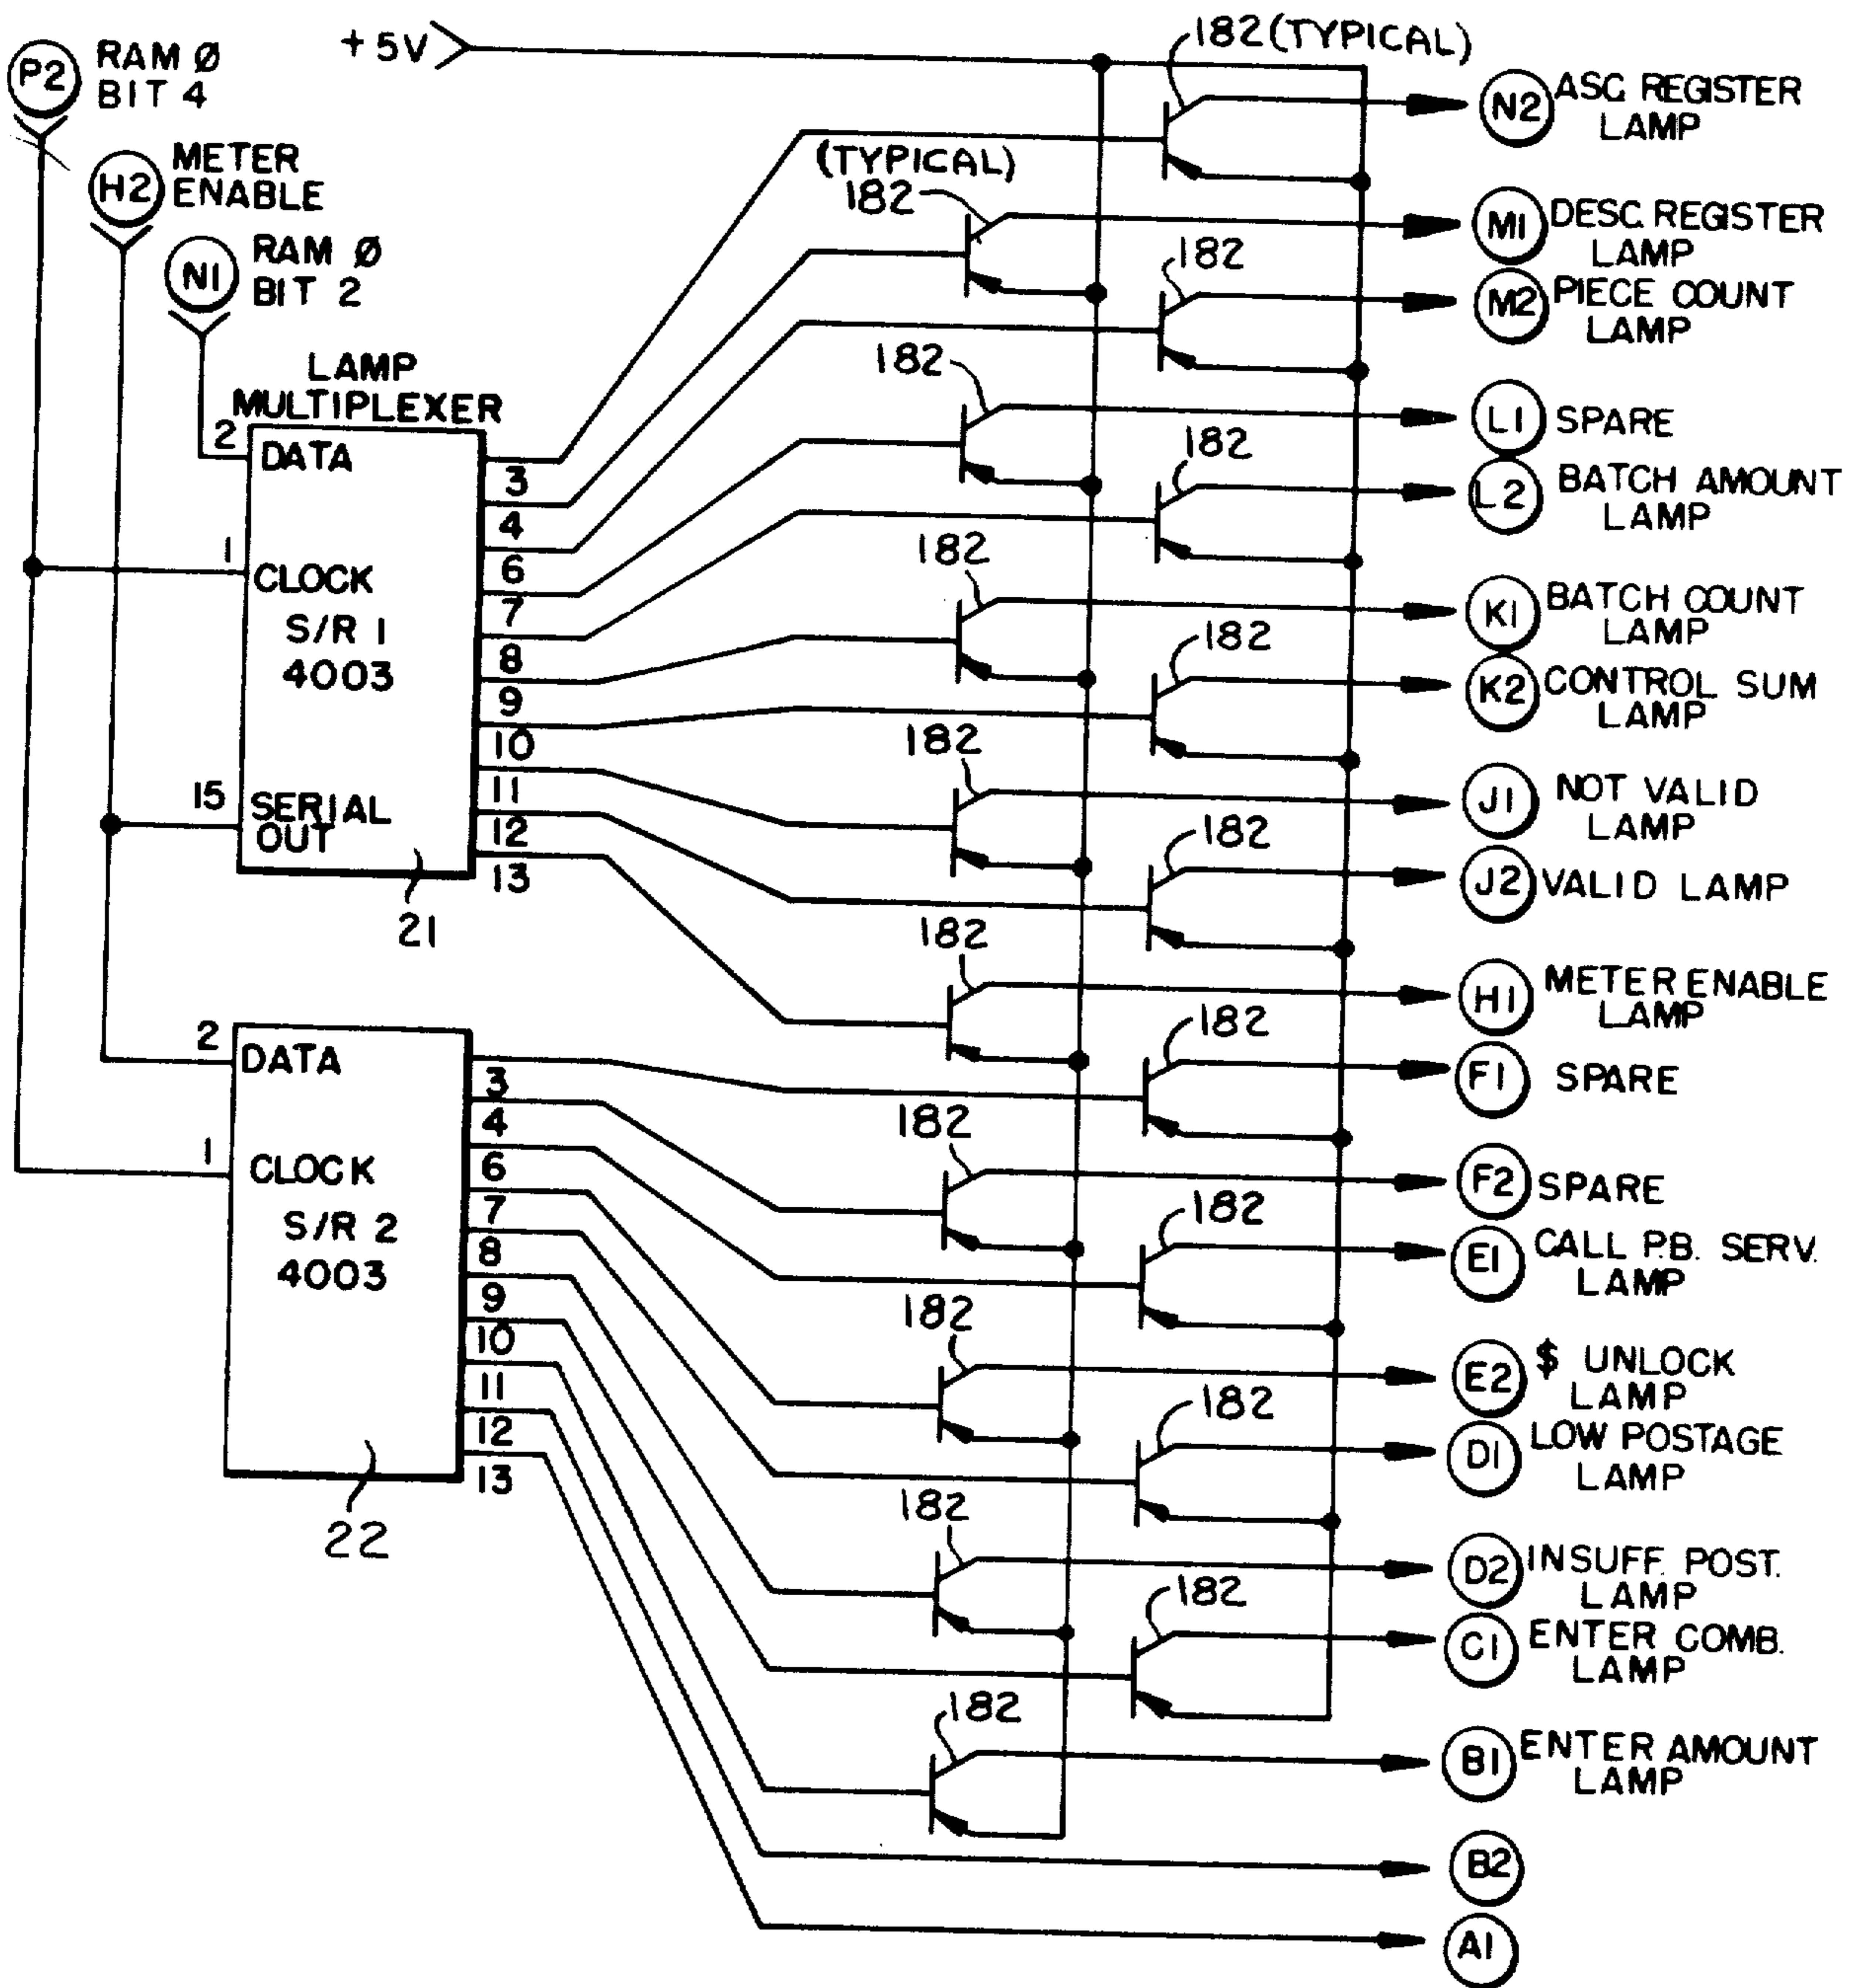 P2 RAM Ø
BIT 4
+5V
182 (TYPICAL)
N2 ASC REGISTER
LAMP
H2 METER
ENABLE
(TYPICAL)
182
M1 DESC. REGISTER
LAMP
N1 RAM Ø
BIT 2
182
M2 PIECE COUNT
LAMP
LAMP
MULTIPLEXER
2 DATA
1 CLOCK
S/R 1
4003
15 SERIAL
OUT
3
4
6
7
8
9
10
11
12
13
21
182
L1 SPARE
182
L2 BATCH AMOUNT
LAMP
182
K1 BATCH COUNT
LAMP
182
K2 CONTROL SUM
LAMP
182
J1 NOT VALID
LAMP
182
J2 VALID LAMP
182
H1 METER ENABLE
LAMP
2 DATA
1 CLOCK
S/R 2
4003
3
4
6
7
8
9
10
11
12
13
22
182
F1 SPARE
182
F2 SPARE
182
E1 CALL P.B. SERV.
LAMP
182
E2 $ UNLOCK
LAMP
182
D1 LOW POSTAGE
LAMP
182
D2 INSUFF. POST.
LAMP
182
C1 ENTER COMB.
LAMP
182
B1 ENTER AMOUNT
LAMP
B2
A1